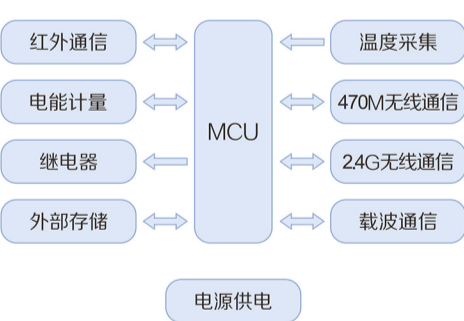 红外通信
温度采集
电能计量
470M无线通信
MCU
继电器
2.4G无线通信
外部存储
载波通信
电源供电